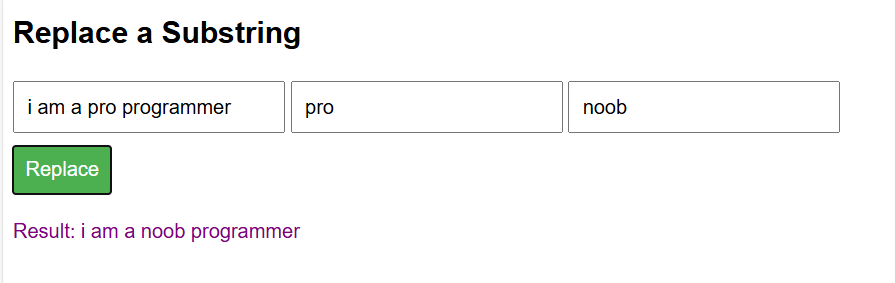 Replace a Substring
i am a pro programmer pro noob
Replace
Result: i am a noob programmer